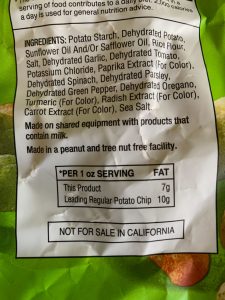 serving of food contributes to a daily diet. 2,000 calories
a day is used for general nutrition advice.
INGREDIENTS: Potato Starch, Dehydrated Potato,
Sunflower Oil And/Or Safflower Oil, Rice Flour,
Salt, Dehydrated Garlic, Dehydrated Tomato,
Potassium Chloride, Paprika Extract (For Color),
Dehydrated Spinach, Dehydrated Parsley,
Dehydrated Green Pepper, Dehydrated Oregano,
Turmeric (For Color), Radish Extract (For Color),
Carrot Extract (For Color), Sea Salt.
Made on shared equipment with products that
contain milk.
Made in a peanut and tree nut free facility.
*PER 1 oz SERVING FAT
This Product 7g
Leading Regular Potato Chip 10g
NOT FOR SALE IN CALIFORNIA